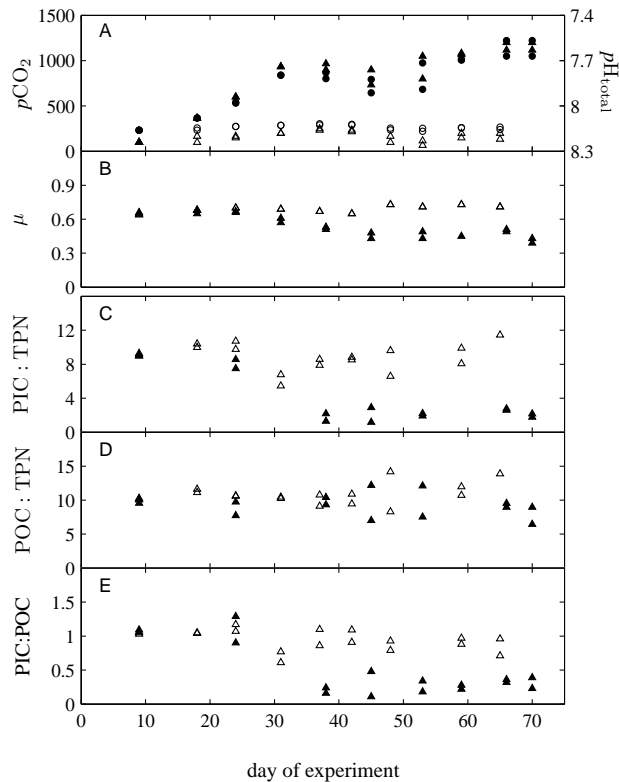 A
1500
1000
500
0
pCO₂
7.4
7.7
8
8.3
pH_total
B
0.9
0.6
0.3
0
μ
C
12
8
4
0
PIC : TPN
D
15
10
5
0
POC : TPN
E
1.5
1
0.5
0
PIC:POC
0 10 20 30 40 50 60 70
day of experiment